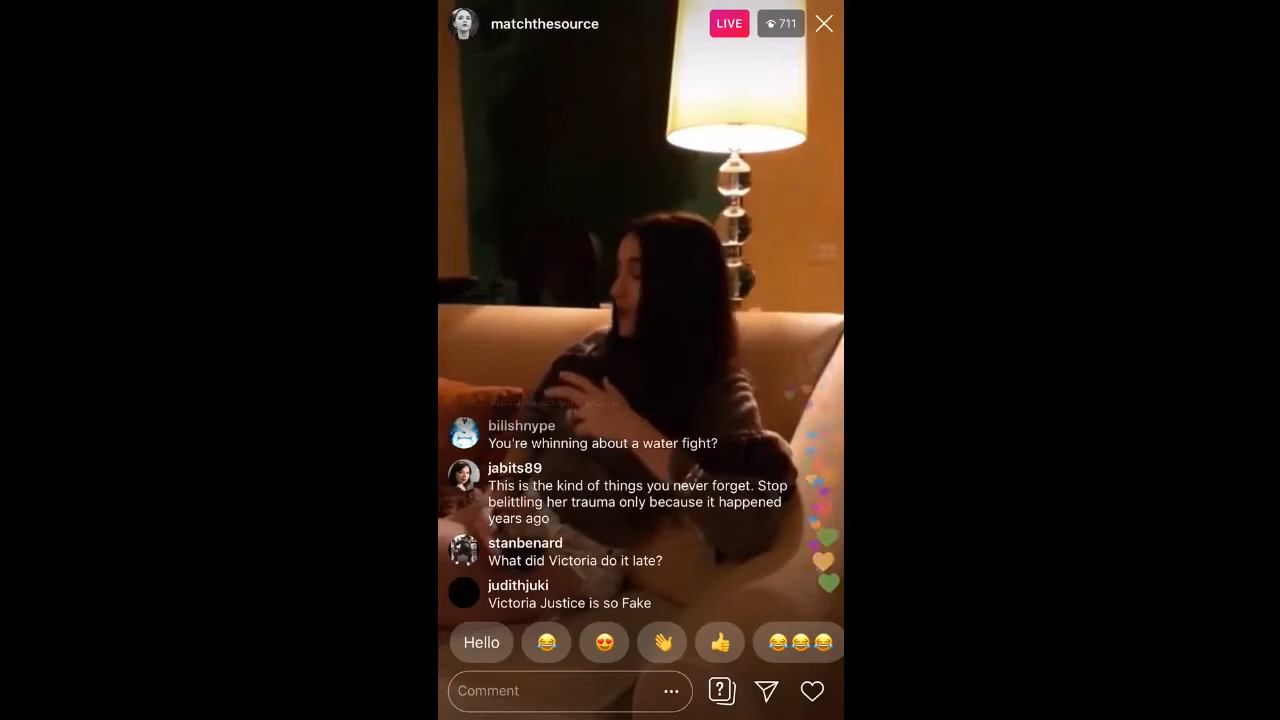 matchthesource
LIVE
711
billshnype
You're whinning about a water fight?
jabits89
This is the kind of things you never forget. Stop
belittling her trauma only because it happened
years ago
stanbenard
What did Victoria do it late?
judithjuki
Victoria Justice is so Fake
Hello
Comment